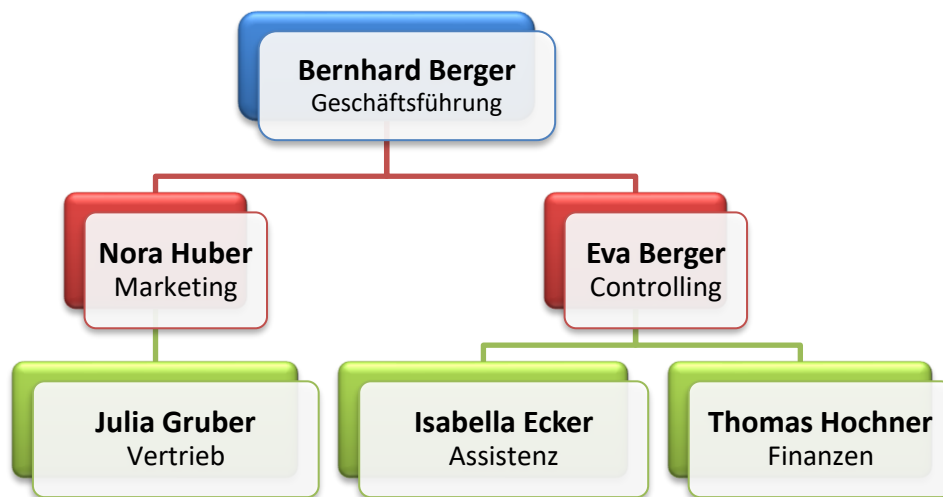 Bernhard Berger
Geschäftsführung
Nora Huber
Marketing
Eva Berger
Controlling
Julia Gruber
Vertrieb
Isabella Ecker
Assistenz
Thomas Hochner
Finanzen